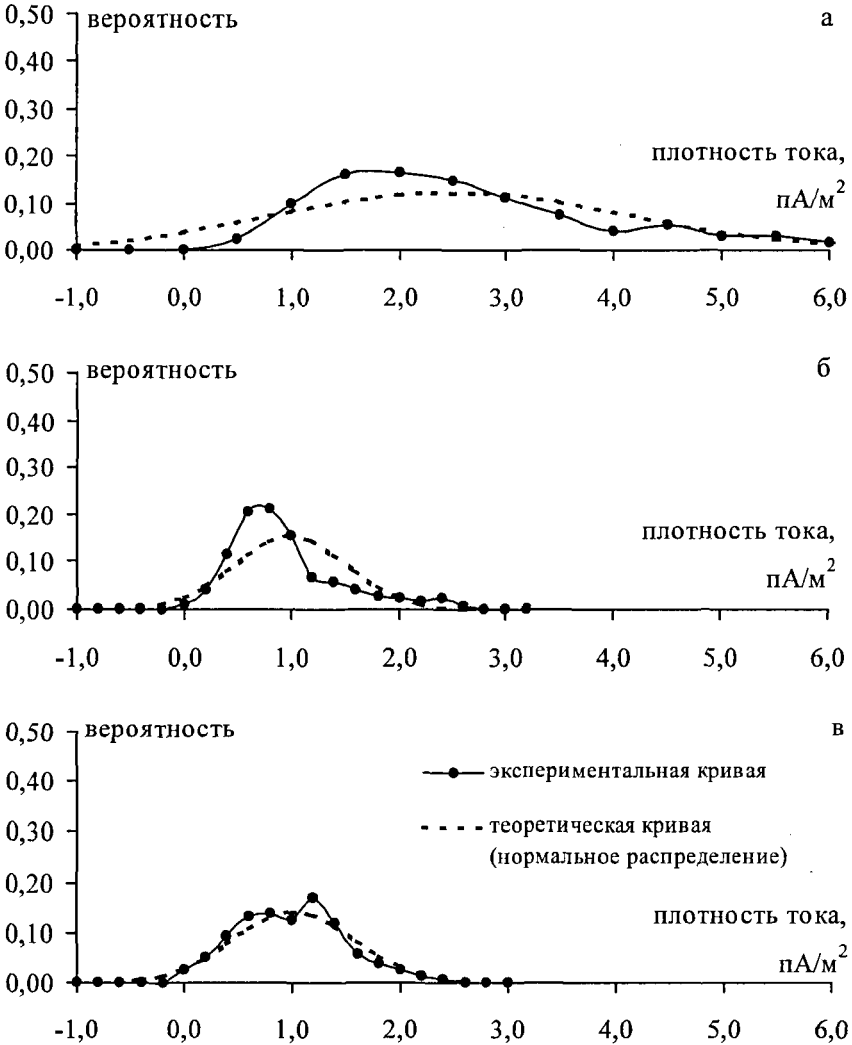 0,50 вероятность а
0,40
0,30
0,20 плотность тока,
0,10 пА/м²
0,00
-1,0 0,0 1,0 2,0 3,0 4,0 5,0 6,0
0,50 вероятность б
0,40
0,30
0,20 плотность тока,
0,10 пА/м²
0,00
-1,0 0,0 1,0 2,0 3,0 4,0 5,0 6,0
0,50 вероятность в
0,40 экспериментальная кривая
0,30 теоретическая кривая
(нормальное распределение)
0,20 плотность тока,
0,10 пА/м²
0,00
-1,0 0,0 1,0 2,0 3,0 4,0 5,0 6,0